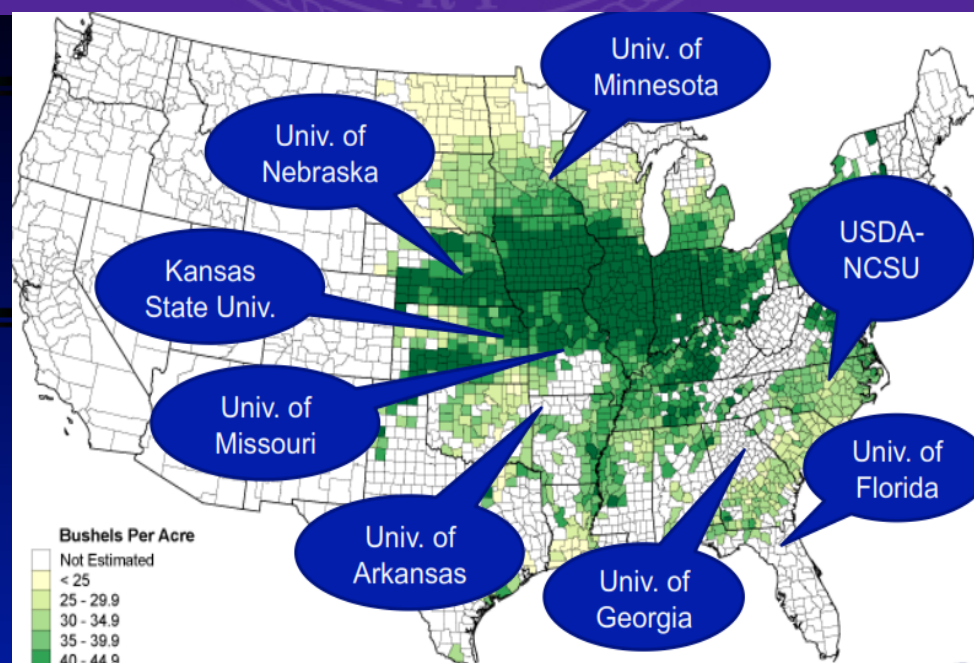 Univ. of
Minnesota
Univ. of
Nebraska
USDA-
NCSU
Kansas
State Univ.
Univ. of
Missouri
Univ. of
Florida
Univ. of
Arkansas
Univ. of
Georgia
Bushels Per Acre
Not Estimated
< 25
25 - 29.9
30 - 34.9
35 - 39.9
40 - 44.9